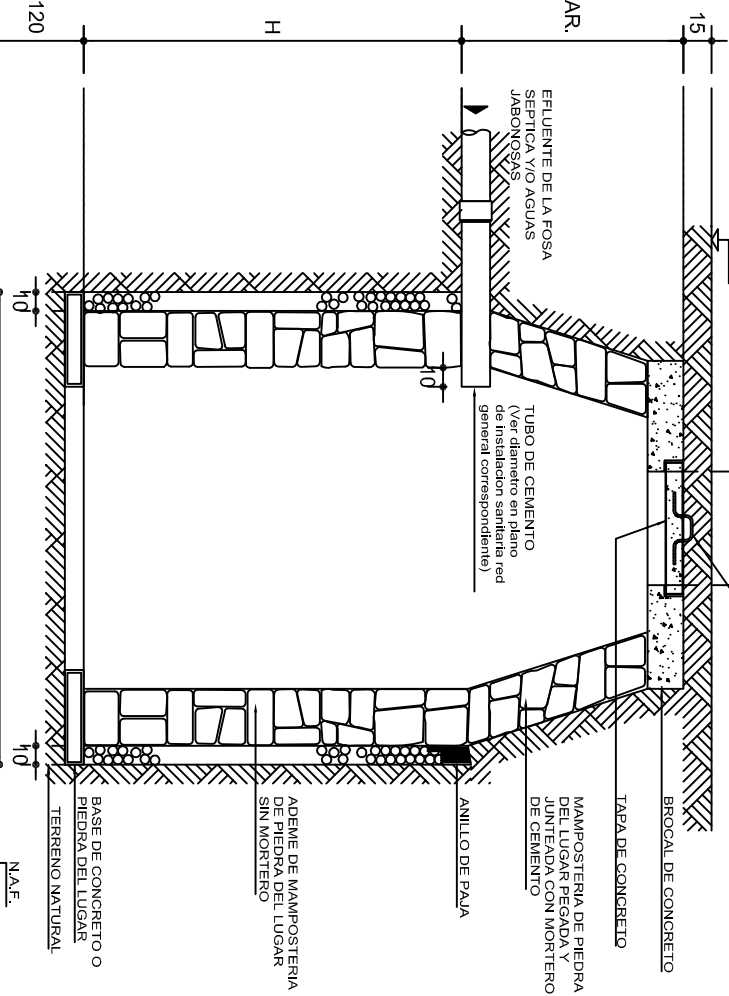 15
AR.
H
120
EFLUENTE DE LA FOSA
SEPTICA Y/O AGUAS
JABONOSAS
TUBO DE CEMENTO
(Ver diametro en plano
de instalacion sanitaria red
general correspondiente)
10
10
10
BROCAL DE CONCRETO
TAPA DE CONCRETO
MAMPOSTERIA DE PIEDRA
DEL LUGAR PEGADA Y
JUNTEADA CON MORTERO
DE CEMENTO
ANILLO DE PAJA
ADEME DE MAMPOSTERIA
DE PIEDRA DEL LUGAR
SIN MORTERO
BASE DE CONCRETO O
PIEDRA DEL LUGAR
TERRENO NATURAL
N.A.F.